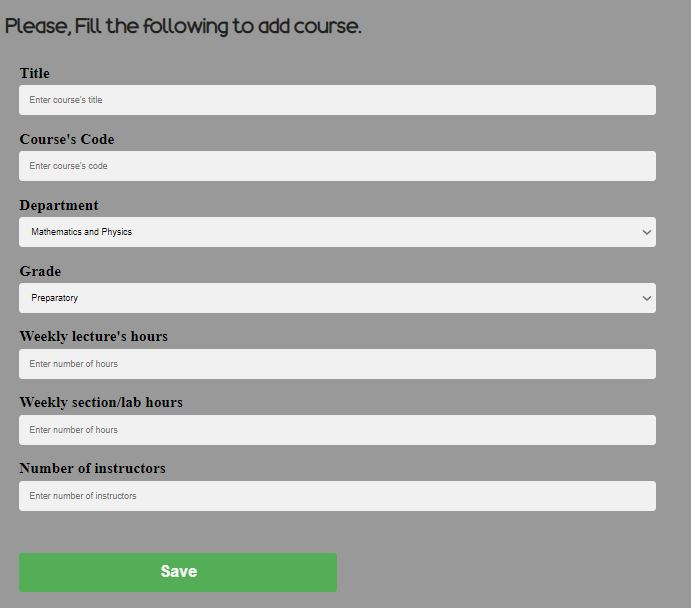 Please, Fill the following to add course.
Title
Enter course's title
Course's Code
Enter course's code
Department
Mathematics and Physics
Grade
Preparatory
Weekly lecture's hours
Enter number of hours
Weekly section/lab hours
Enter number of hours
Number of instructors
Enter number of instructors
Save